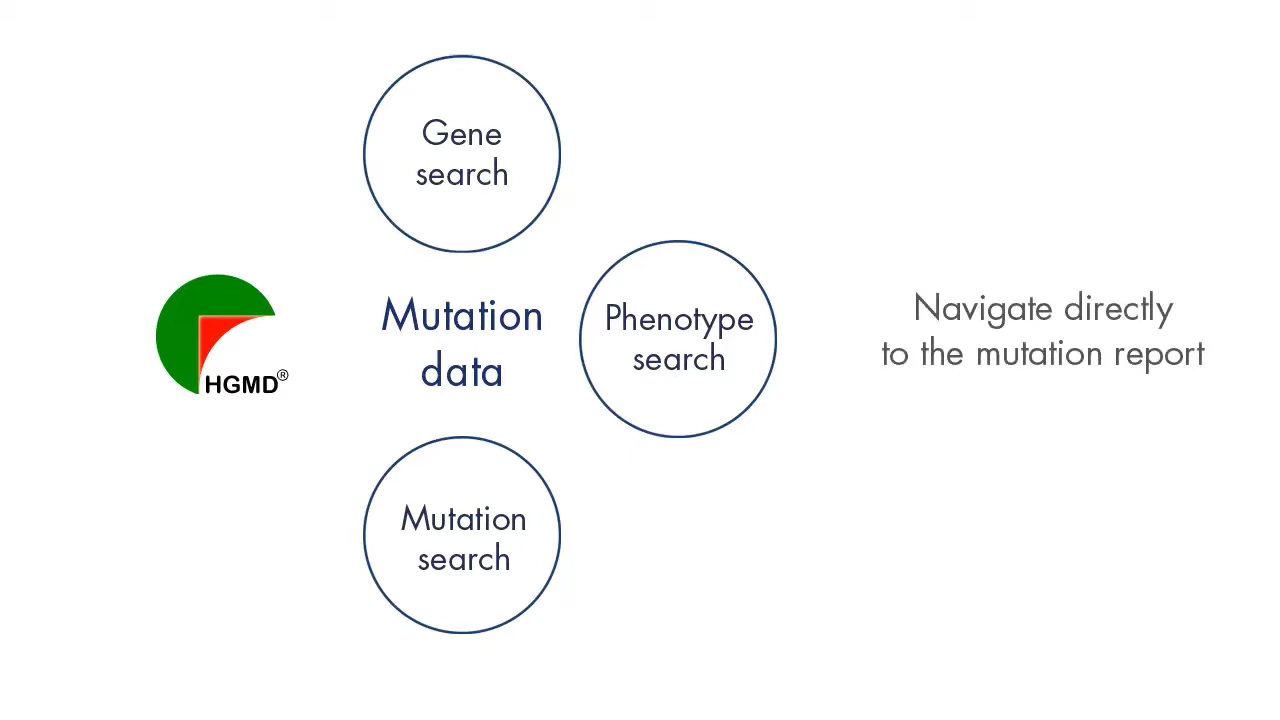 Gene
search
HGMD®
Mutation
data
Phenotype
search
Navigate directly
to the mutation report
Mutation
search